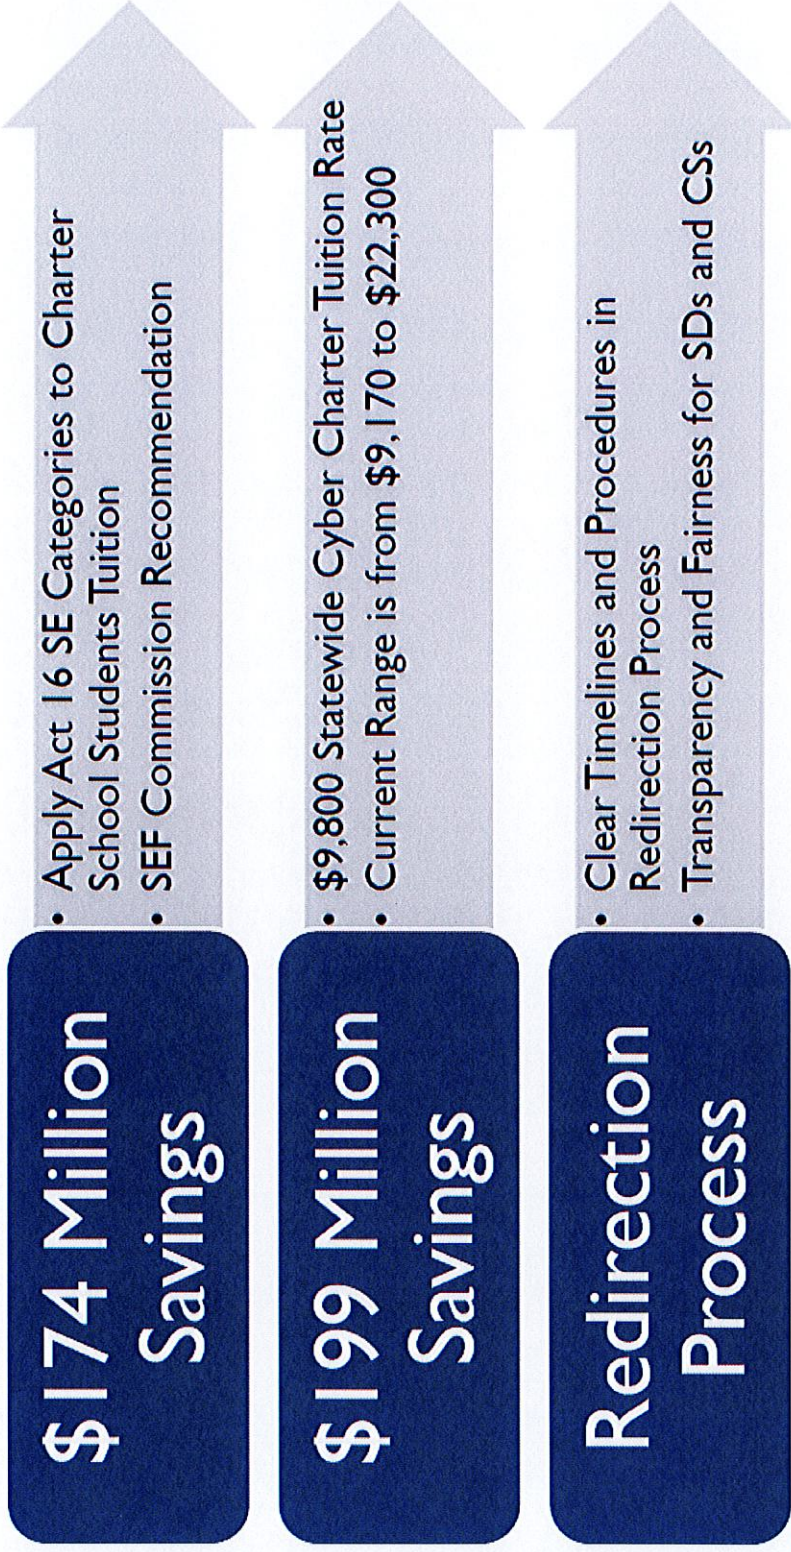 $174 Million
Savings
• Apply Act 16 SE Categories to Charter
School Students Tuition
• SEF Commission Recommendation
$199 Million
Savings
• $9,800 Statewide Cyber Charter Tuition Rate
• Current Range is from $9,170 to $22,300
Redirection
Process
• Clear Timelines and Procedures in
Redirection Process
• Transparency and Fairness for SDs and CSs